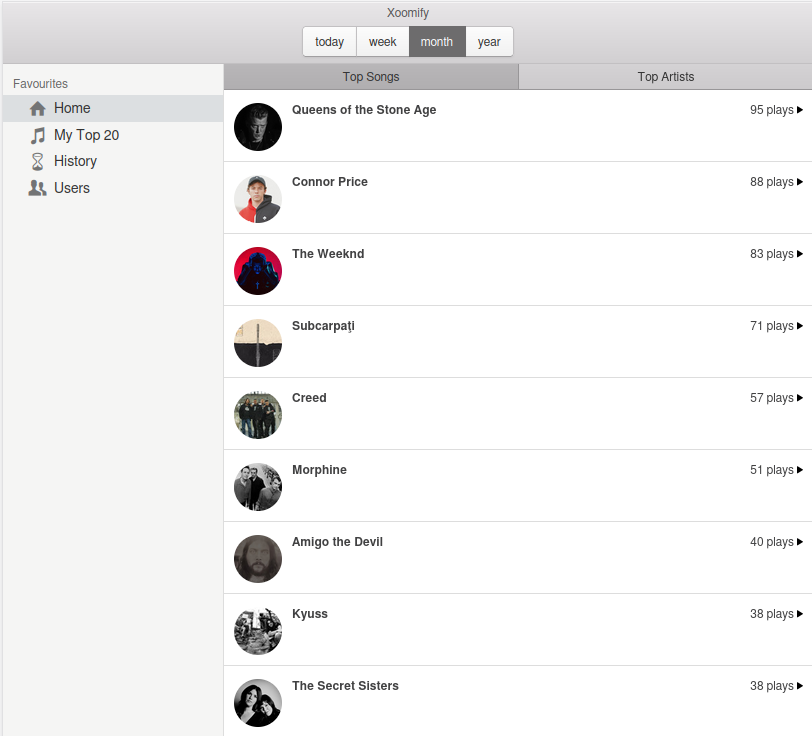 Xoomify
today week month year
Favourites
Home
My Top 20
History
Users
Top Songs Top Artists
Queens of the Stone Age 95 plays
Connor Price 88 plays
The Weeknd 83 plays
Subcarpaţi 71 plays
Creed 57 plays
Morphine 51 plays
Amigo the Devil 40 plays
Kyuss 38 plays
The Secret Sisters 38 plays